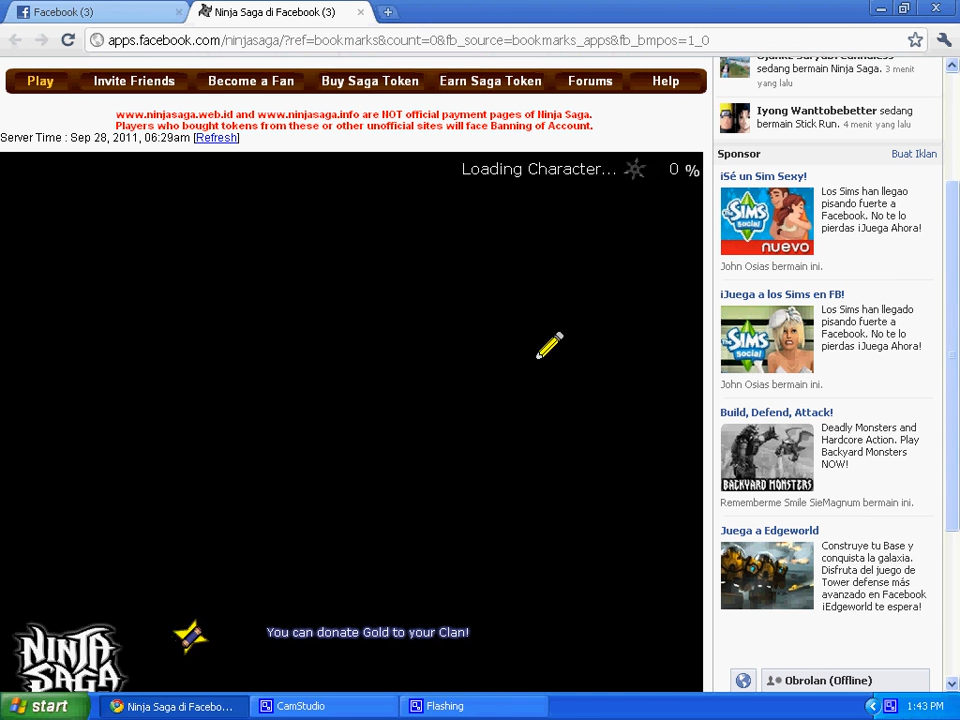 Facebook (3)
Ninja Saga di Facebook (3)
apps.facebook.com/ninjasaga/?ref=bookmarks&count=0&fb_source=bookmarks_apps&fb_bmpos=1_0
Play
Invite Friends
Become a Fan
Buy Saga Token
Earn Saga Token
Forums
Help
www.ninjasaga.web.id and www.ninjasaga.info are NOT official payment pages of Ninja Saga.
Players who bought tokens from these or other unofficial sites will face Banning of Account.
Server Time : Sep 28, 2011, 06:29am [Refresh]
Loading Character... 0 %
You can donate Gold to your Clan!
NINJA
SAGA
sedang bermain Ninja Saga. 3 menit
yang lalu
Iyong Wanttobebetter sedang
bermain Stick Run. 4 menit yang lalu
Sponsor
Buat Iklan
¡Sé un Sim Sexy!
The
SIMS
Social
nuevo
Los Sims han llegao
pisando fuerte a
Facebook. No te lo
pierdas ¡Juega Ahora!
John Osias bermain ini.
¡Juega a los Sims en FB!
The
SIMS
Social
Los Sims han llegado
pisando fuerte a
Facebook. No te lo
pierdas ¡Juega Ahora!
John Osias bermain ini.
Build, Defend, Attack!
BACKYARD MONSTERS
Deadly Monsters and
Hardcore Action. Play
Backyard Monsters
NOW!
Rememberme Smile SieMagnum bermain ini.
Juega a Edgeworld
Construye tu Base y
conquista la galaxia.
Disfruta del juego de
Tower defense más
avanzado en Facebook
¡Edgeworld te espera!
Obrolan (Offline)
start
Ninja Saga di Facebo...
CamStudio
Flashing
1:43 PM